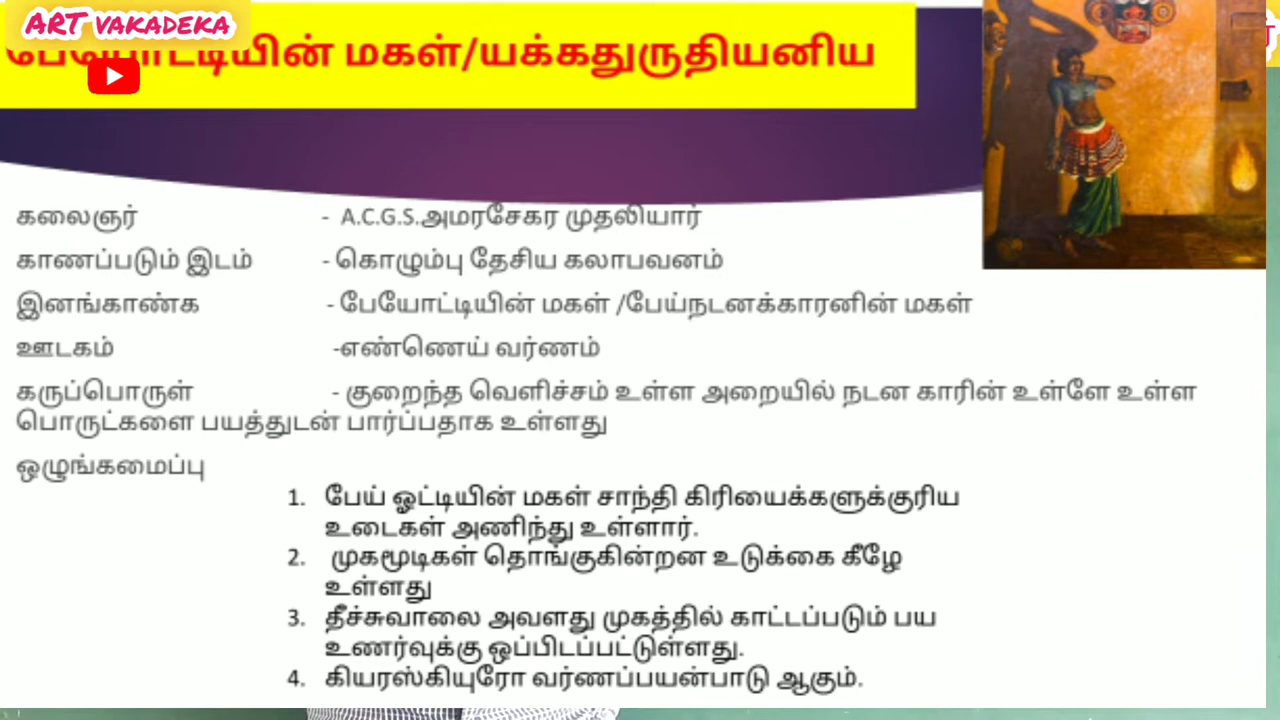 ART VAKADEKA
பேயோட்டியின் மகள்/யக்கதுருதியனிய
கலைஞர் - A.C.G.S.அமரசேகர முதலியார்
காணப்படும் இடம் - கொழும்பு தேசிய கலாபவனம்
இனங்காண்க - பேயோட்டியின் மகள் /பேய்நடனக்காரனின் மகள்
ஊடகம் -எண்ணெய் வர்ணம்
கருப்பொருள் - குறைந்த வெளிச்சம் உள்ள அறையில் நடன காரின் உள்ளே உள்ள
பொருட்களை பயத்துடன் பார்ப்பதாக உள்ளது
ஒழுங்கமைப்பு
1. பேய் ஓட்டியின் மகள் சாந்தி கிரியைக்களுக்குரிய
உடைகள் அணிந்து உள்ளார்.
2. முகமூடிகள் தொங்குகின்றன உடுக்கை கீழே
உள்ளது
3. தீச்சுவாலை அவளது முகத்தில் காட்டப்படும் பய
உணர்வுக்கு ஒப்பிடப்பட்டுள்ளது.
4. கியரஸ்கியுரோ வர்ணப்பயன்பாடு ஆகும்.